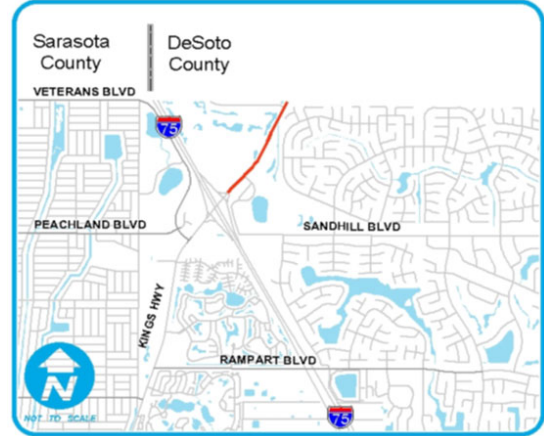 Sarasota
County
DeSoto
County
VETERANS BLVD
75
PEACHLAND BLVD
SANDHILL BLVD
KINGS HWY
RAMPART BLVD
N
NOT TO SCALE
75